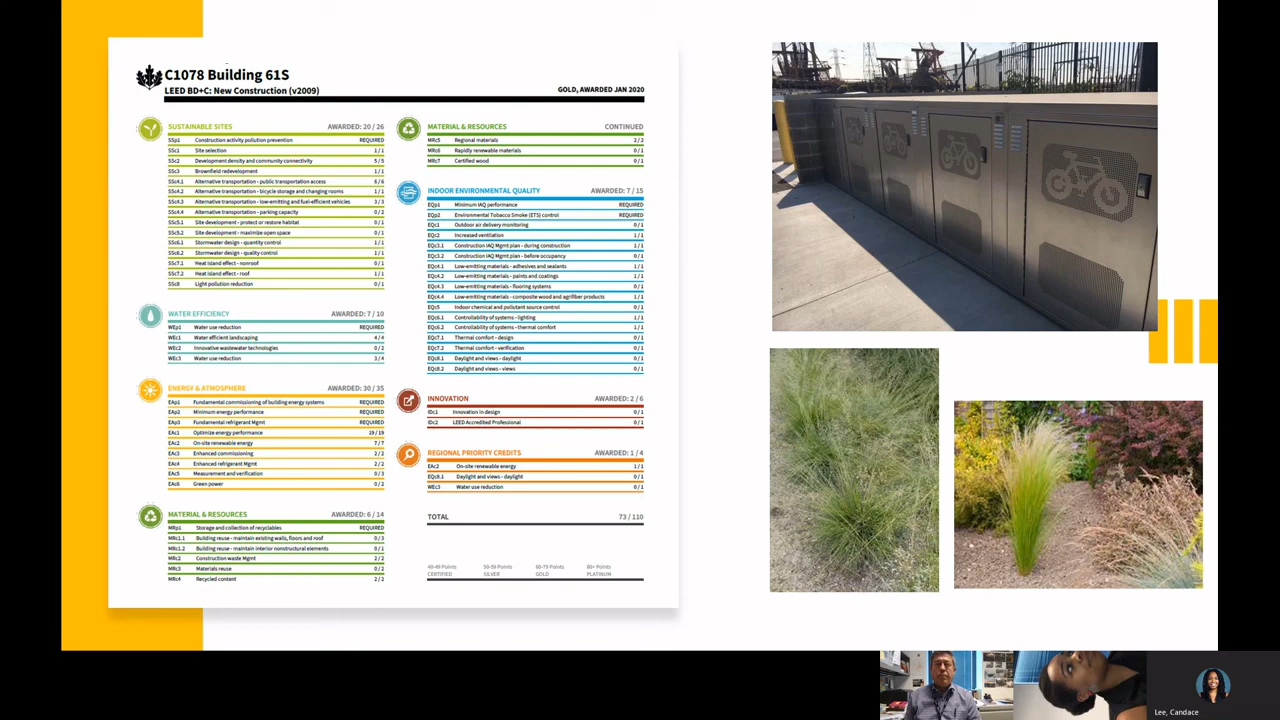 C1078 Building 61S
LEED BD+C: New Construction (v2009)
GOLD, AWARDED JAN 2020
SUSTAINABLE SITES AWARDED: 20 / 26
SSp1 Construction activity pollution prevention REQUIRED
SSc1 Site selection 1 / 1
SSc2 Development density and community connectivity 5 / 5
SSc3 Brownfield redevelopment 1 / 1
SSc4.1 Alternative transportation - public transportation access 6 / 6
SSc4.2 Alternative transportation - bicycle storage and changing rooms 1 / 1
SSc4.3 Alternative transportation - low-emitting and fuel-efficient vehicles 3 / 3
SSc4.4 Alternative transportation - parking capacity 0 / 2
SSc5.1 Site development - protect or restore habitat 0 / 1
SSc5.2 Site development - maximize open space 0 / 1
SSc6.1 Stormwater design - quantity control 1 / 1
SSc6.2 Stormwater design - quality control 1 / 1
SSc7.1 Heat island effect - nonroof 0 / 1
SSc7.2 Heat island effect - roof 1 / 1
SSc8 Light pollution reduction 0 / 1
WATER EFFICIENCY AWARDED: 7 / 10
WEp1 Water use reduction REQUIRED
WEc1 Water efficient landscaping 4 / 4
WEc2 Innovative wastewater technologies 0 / 2
WEc3 Water use reduction 3 / 4
ENERGY & ATMOSPHERE AWARDED: 30 / 35
EAp1 Fundamental commissioning of building energy systems REQUIRED
EAp2 Minimum energy performance REQUIRED
EAp3 Fundamental refrigerant Mgmt REQUIRED
EAc1 Optimize energy performance 19 / 19
EAc2 On-site renewable energy 7 / 7
EAc3 Enhanced commissioning 2 / 2
EAc4 Enhanced refrigerant Mgmt 2 / 2
EAc5 Measurement and verification 0 / 3
EAc6 Green power 0 / 2
MATERIAL & RESOURCES AWARDED: 6 / 14
MRp1 Storage and collection of recyclables REQUIRED
MRc1.1 Building reuse - maintain existing walls, floors and roof 0 / 3
MRc1.2 Building reuse - maintain interior nonstructural elements 0 / 1
MRc2 Construction waste Mgmt 2 / 2
MRc3 Materials reuse 0 / 2
MRc4 Recycled content 2 / 2
MATERIAL & RESOURCES CONTINUED
MRc5 Regional materials 2 / 2
MRc6 Rapidly renewable materials 0 / 1
MRc7 Certified wood 0 / 1
INDOOR ENVIRONMENTAL QUALITY AWARDED: 7 / 15
EQp1 Minimum IAQ performance REQUIRED
EQp2 Environmental Tobacco Smoke (ETS) control REQUIRED
EQc1 Outdoor air delivery monitoring 0 / 1
EQc2 Increased ventilation 1 / 1
EQc3.1 Construction IAQ Mgmt plan - during construction 1 / 1
EQc3.2 Construction IAQ Mgmt plan - before occupancy 0 / 1
EQc4.1 Low-emitting materials - adhesives and sealants 1 / 1
EQc4.2 Low-emitting materials - paints and coatings 1 / 1
EQc4.3 Low-emitting materials - flooring systems 0 / 1
EQc4.4 Low-emitting materials - composite wood and agrifiber products 1 / 1
EQc5 Indoor chemical and pollutant source control 0 / 1
EQc6.1 Controllability of systems - lighting 1 / 1
EQc6.2 Controllability of systems - thermal comfort 1 / 1
EQc7.1 Thermal comfort - design 0 / 1
EQc7.2 Thermal comfort - verification 0 / 1
EQc8.1 Daylight and views - daylight 0 / 1
EQc8.2 Daylight and views - views 0 / 1
INNOVATION AWARDED: 2 / 6
IDc1 Innovation in design 0 / 1
IDc2 LEED Accredited Professional 0 / 1
REGIONAL PRIORITY CREDITS AWARDED: 1 / 4
EAc2 On-site renewable energy 1 / 1
EQc8.1 Daylight and views - daylight 0 / 1
WEc3 Water use reduction 0 / 1
TOTAL 73 / 110
40-49 Points 50-59 Points 60-79 Points 80+ Points
CERTIFIED SILVER GOLD PLATINUM
Lee, Candace